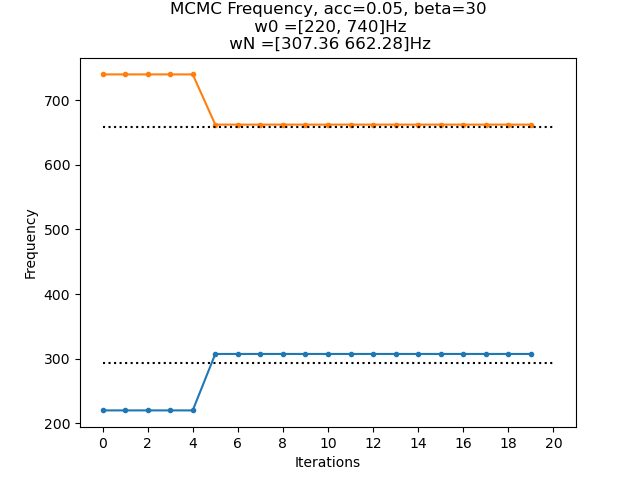 MCMC Frequency, acc=0.05, beta=30
w0 =[220, 740]Hz
wN =[307.36 662.28]Hz
700
600
500
400
300
200
Frequency
0 2 4 6 8 10 12 14 16 18 20
Iterations